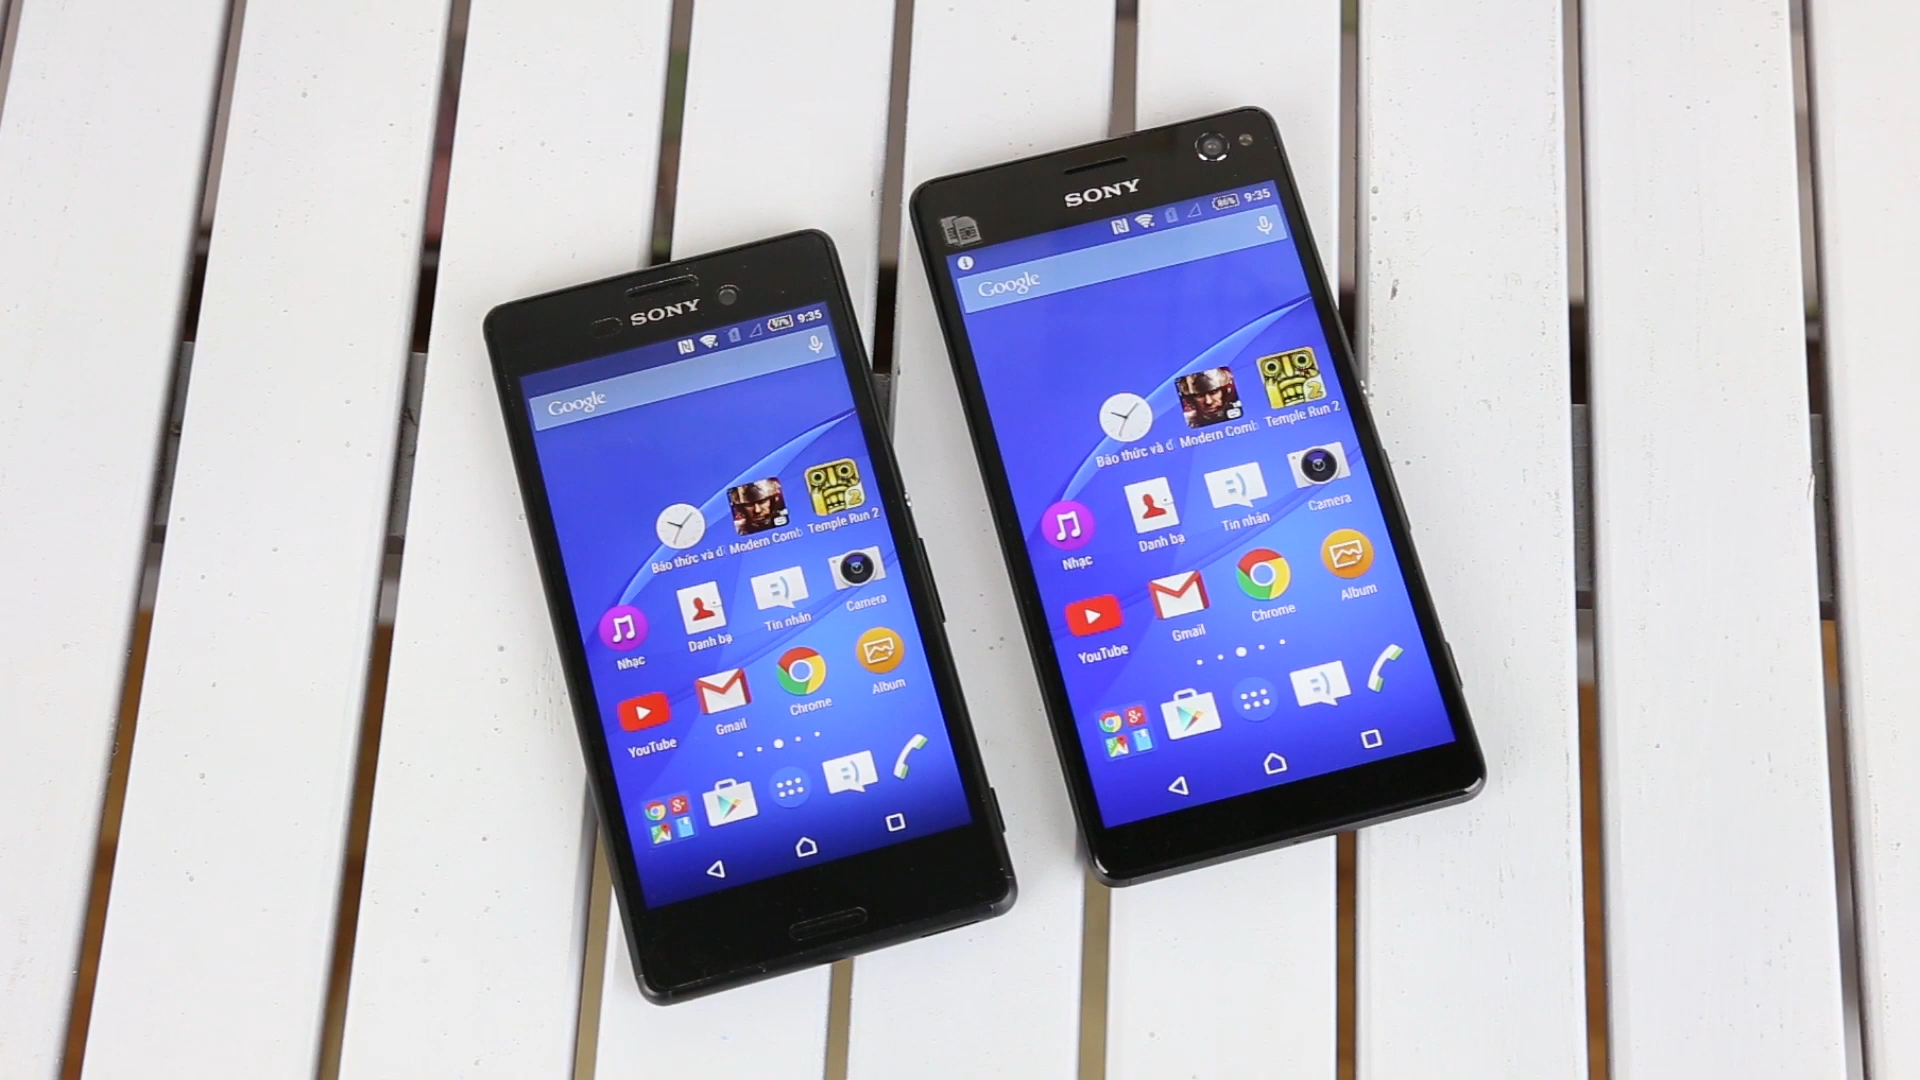 SONY
9:35
Google
Báo thức và đ
Modern Comb
Temple Run 2
Nhạc
Danh bạ
Tin nhắn
Camera
YouTube
Gmail
Chrome
Album
SONY
86% 9:35
Google
Báo thức và đ
Modern Comb
Temple Run 2
Nhạc
Danh bạ
Tin nhắn
Camera
YouTube
Gmail
Chrome
Album